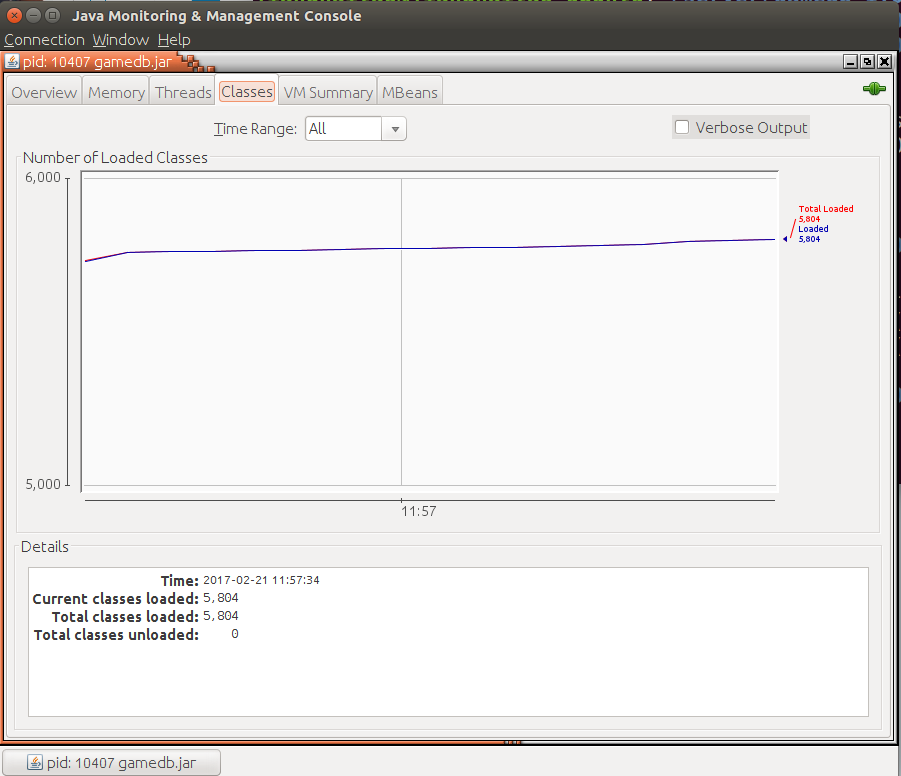 Java Monitoring & Management Console
Connection Window Help
pid: 10407 gamedb.jar
Overview Memory Threads Classes VM Summary MBeans
Time Range: All Verbose Output
Number of Loaded Classes
6,000
Total Loaded
5,804
Loaded
5,804
5,000
11:57
Details
Time: 2017-02-21 11:57:34
Current classes loaded: 5,804
Total classes loaded: 5,804
Total classes unloaded: 0
pid: 10407 gamedb.jar